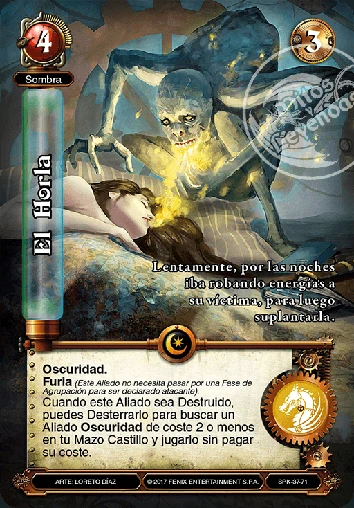 4
3
Sombra
Mitos
Leyendas
El Horla
Lentamente, por las noches
iba robando energías a
su víctima, para luego
suplantarla.
Oscuridad.
Furia (Este Aliado no necesita pasar por una Fase de
Agrupación para ser declarado atacante)
Cuando este Aliado sea Destruido,
puedes Desterrarlo para buscar un
Aliado Oscuridad de coste 2 o menos
en tu Mazo Castillo y jugarlo sin pagar
su coste.
ARTE: LORETO DÍAZ
©2017 FENIX ENTERTAINMENT S.P.A.